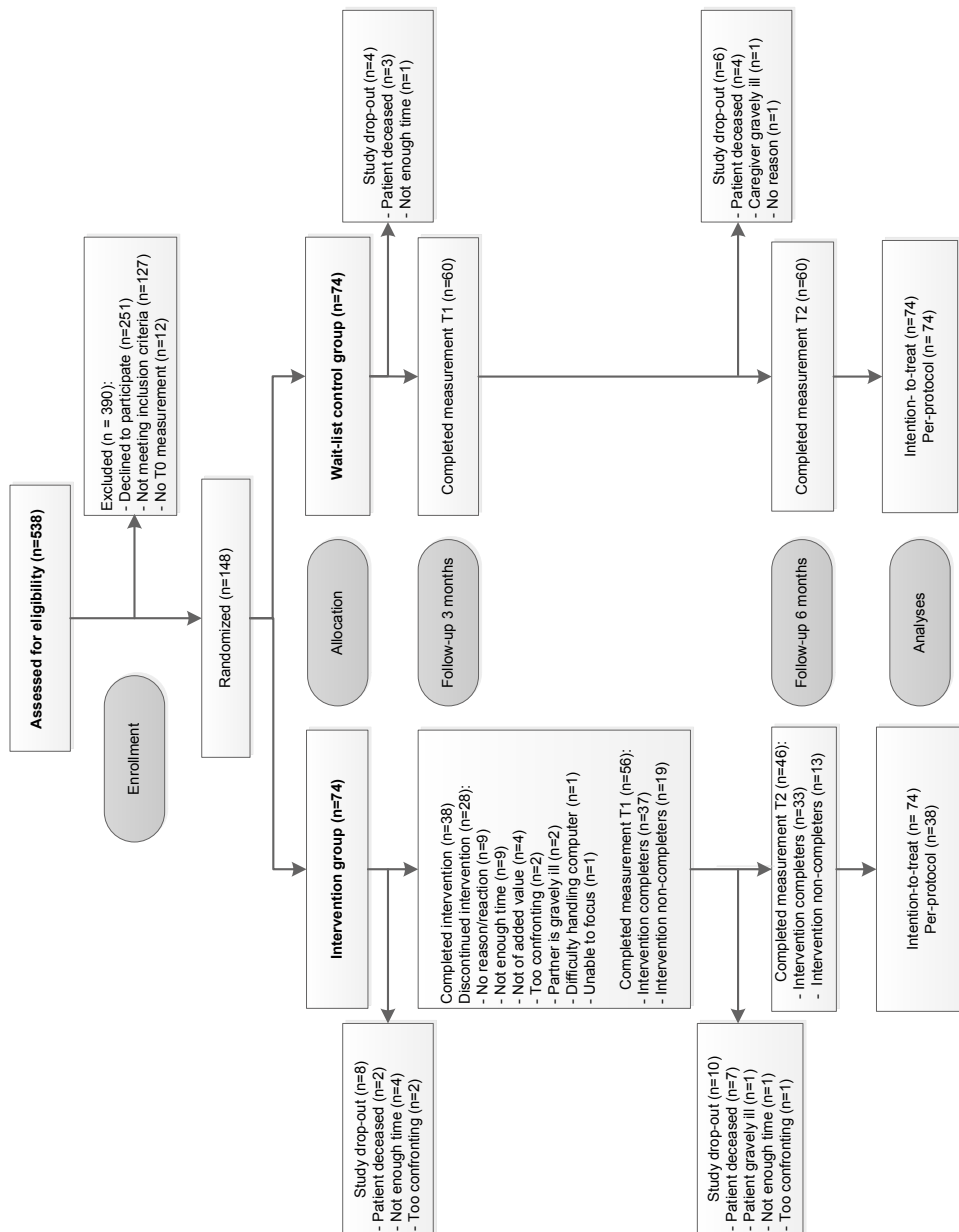 Assessed for eligibility (n=538)
Enrollment
Excluded (n = 390):
- Declined to participate (n=251)
- Not meeting inclusion criteria (n=127)
- No T0 measurement (n=12)
Randomized (n=148)
Intervention group (n=74)
Allocation
Wait-list control group (n=74)
Study drop-out (n=8)
- Patient deceased (n=2)
- Not enough time (n=4)
- Too confronting (n=2)
Study drop-out (n=4)
- Patient deceased (n=3)
- Not enough time (n=1)
Completed intervention (n=38)
Discontinued intervention (n=28):
- No reason/reaction (n=9)
- Not enough time (n=9)
- Not of added value (n=4)
- Too confronting (n=2)
- Partner is gravely ill (n=2)
- Difficulty handling computer (n=1)
- Unable to focus (n=1)
Completed measurement T1 (n=56):
- Intervention completers (n=37)
- Intervention non-completers (n=19)
Follow-up 3 months
Completed measurement T1 (n=60)
Study drop-out (n=10)
- Patient deceased (n=7)
- Patient gravely ill (n=1)
- Not enough time (n=1)
- Too confronting (n=1)
Study drop-out (n=6)
- Patient deceased (n=4)
- Caregiver gravely ill (n=1)
- No reason (n=1)
Completed measurement T2 (n=46):
- Intervention completers (n=33)
- Intervention non-completers (n=13)
Follow-up 6 months
Completed measurement T2 (n=60)
Intention-to-treat (n= 74)
Per-protocol (n=38)
Analyses
Intention- to-treat (n=74)
Per-protocol (n= 74)